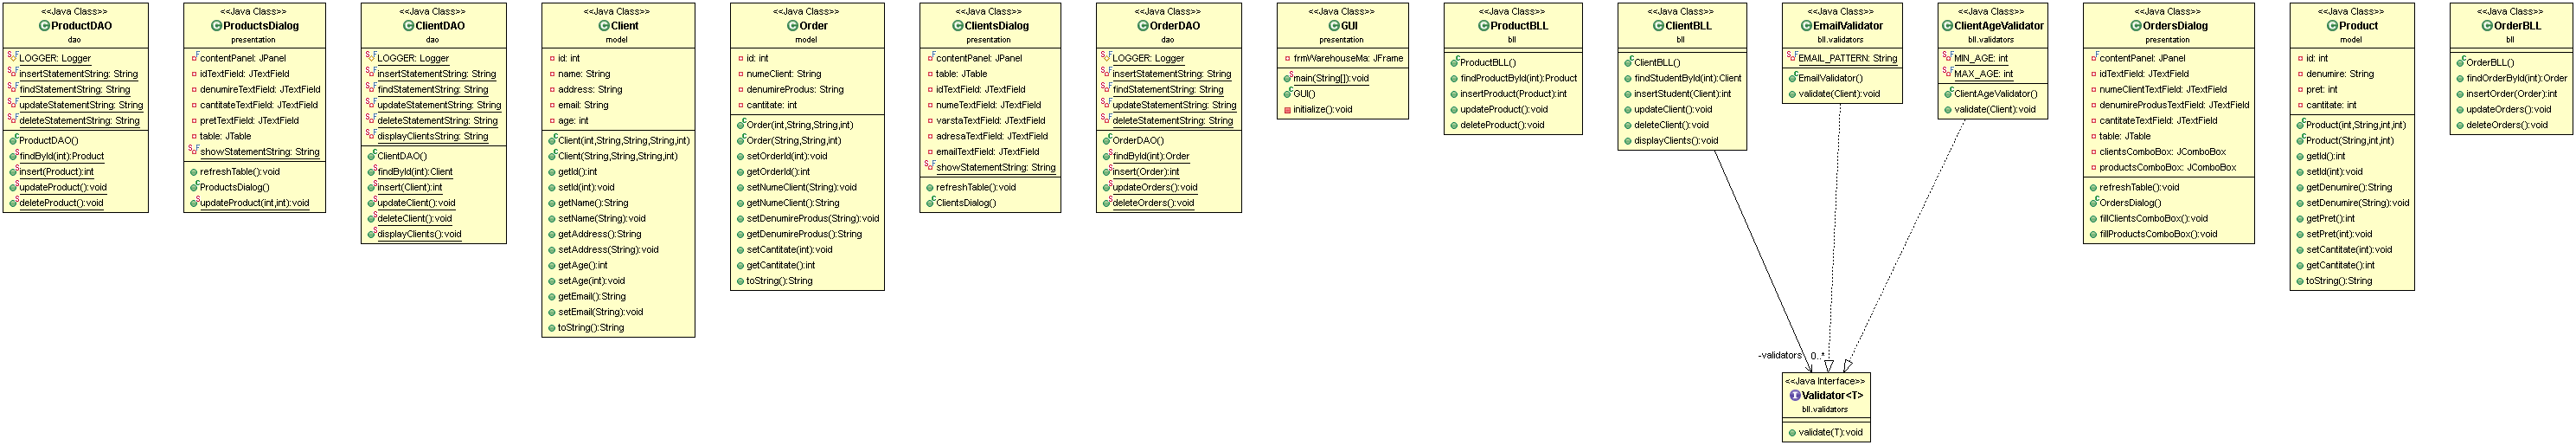 <<Java Class>>
ProductDAO
dao
LOGGER: Logger
insertStatementString: String
findStatementString: String
updateStatementString: String
deleteStatementString: String
ProductDAO()
findById(int):Product
insert(Product):int
updateProduct():void
deleteProduct():void
<<Java Class>>
ProductsDialog
presentation
contentPanel: JPanel
idTextField: JTextField
denumireTextField: JTextField
cantitateTextField: JTextField
pretTextField: JTextField
table: JTable
showStatementString: String
refreshTable():void
ProductsDialog()
updateProduct(int,int):void
<<Java Class>>
ClientDAO
dao
LOGGER: Logger
insertStatementString: String
findStatementString: String
updateStatementString: String
deleteStatementString: String
displayClientsString: String
ClientDAO()
findById(int):Client
insert(Client):int
updateClient():void
deleteClient():void
displayClients():void
<<Java Class>>
Client
model
id: int
name: String
address: String
email: String
age: int
Client(int,String,String,String,int)
Client(String,String,String,int)
getId():int
setId(int):void
getName():String
setName(String):void
getAddress():String
setAddress(String):void
getAge():int
setAge(int):void
getEmail():String
setEmail(String):void
toString():String
<<Java Class>>
Order
model
id: int
numeClient: String
denumireProdus: String
cantitate: int
Order(int,String,String,int)
Order(String,String,int)
setOrderId(int):void
getOrderId():int
setNumeClient(String):void
getNumeClient():String
setDenumireProdus(String):void
getDenumireProdus():String
setCantitate(int):void
getCantitate():int
toString():String
<<Java Class>>
ClientsDialog
presentation
contentPanel: JPanel
table: JTable
idTextField: JTextField
numeTextField: JTextField
varstaTextField: JTextField
adresaTextField: JTextField
emailTextField: JTextField
showStatementString: String
refreshTable():void
ClientsDialog()
<<Java Class>>
OrderDAO
dao
LOGGER: Logger
insertStatementString: String
findStatementString: String
updateStatementString: String
deleteStatementString: String
OrderDAO()
findById(int):Order
insert(Order):int
updateOrders():void
deleteOrders():void
<<Java Class>>
GUI
presentation
frmWarehouseMa: JFrame
main(String[]):void
GUI()
initialize():void
<<Java Class>>
ProductBLL
bll
ProductBLL()
findProductById(int):Product
insertProduct(Product):int
updateProduct():void
deleteProduct():void
<<Java Class>>
ClientBLL
bll
ClientBLL()
findStudentById(int):Client
insertStudent(Client):int
updateClient():void
deleteClient():void
displayClients():void
<<Java Class>>
EmailValidator
bll.validators
EMAIL_PATTERN: String
EmailValidator()
validate(Client):void
<<Java Class>>
ClientAgeValidator
bll.validators
MIN_AGE: int
MAX_AGE: int
ClientAgeValidator()
validate(Client):void
<<Java Class>>
OrdersDialog
presentation
contentPanel: JPanel
idTextField: JTextField
numeClientTextField: JTextField
denumireProdusTextField: JTextField
cantitateTextField: JTextField
table: JTable
clientsComboBox: JComboBox
productsComboBox: JComboBox
refreshTable():void
OrdersDialog()
fillClientsComboBox():void
fillProductsComboBox():void
<<Java Class>>
Product
model
id: int
denumire: String
pret: int
cantitate: int
Product(int,String,int,int)
Product(String,int,int)
getId():int
setId(int):void
getDenumire():String
setDenumire(String):void
getPret():int
setPret(int):void
setCantitate(int):void
getCantitate():int
toString():String
<<Java Class>>
OrderBLL
bll
OrderBLL()
findOrderById(int):Order
insertOrder(Order):int
updateOrders():void
deleteOrders():void
-validators 0..*
<<Java Interface>>
Validator<T>
bll.validators
validate(T):void